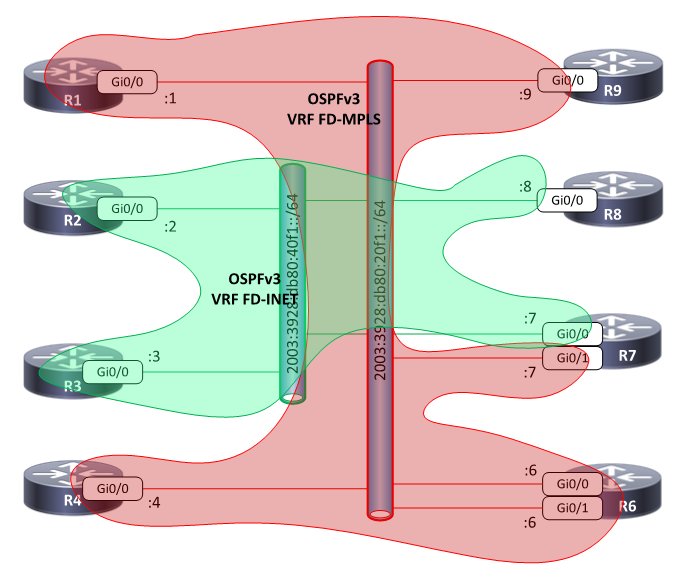 Gi0/0
R1
:1
Gi0/0
R9
:9
OSPFv3
VRF FD-MPLS
Gi0/0
R2
:2
:8
Gi0/0
R8
2003:3928:db80:40f1::/64
2003:3928:db80:20f1::/64
OSPFv3
VRF FD-INET
:3
Gi0/0
R3
:7
Gi0/0
Gi0/1
R7
:7
Gi0/0
R4
:4
:6
Gi0/0
Gi0/1
R6
:6